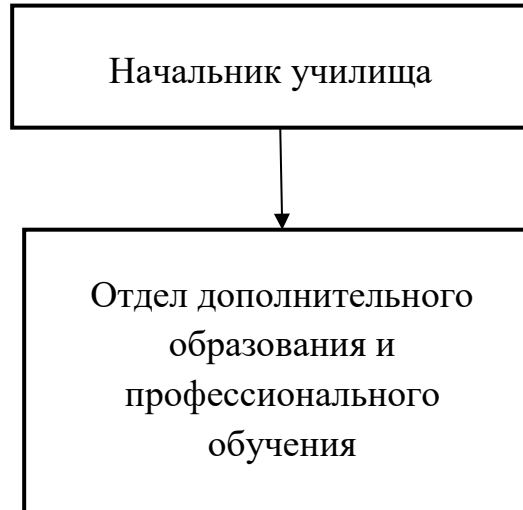 Начальник училища
Отдел дополнительного
образования и
профессионального
обучения